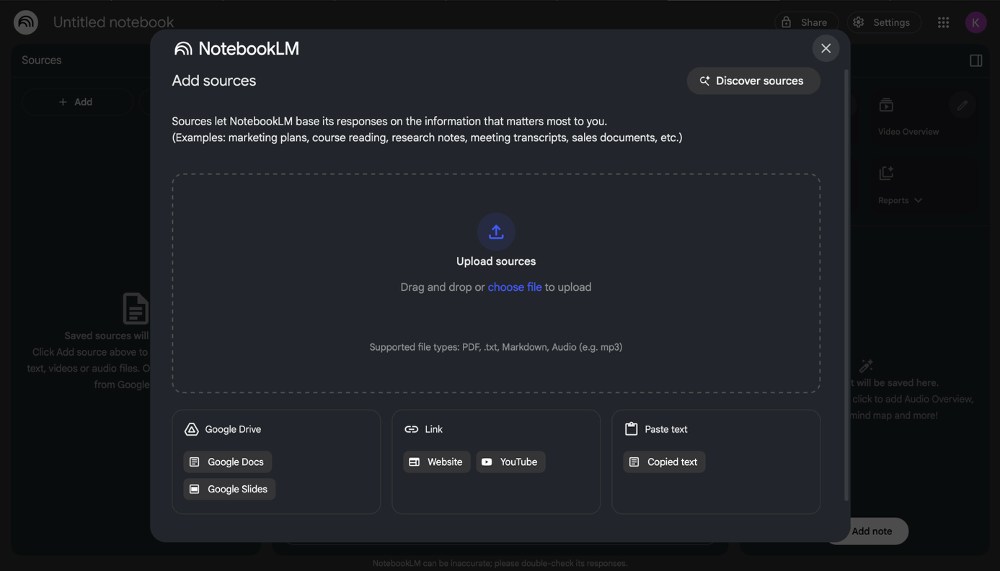 Untitled notebook
Share
Settings
K
Sources
+ Add
NotebookLM
Add sources
Discover sources
Sources let NotebookLM base its responses on the information that matters most to you.
(Examples: marketing plans, course reading, research notes, meeting transcripts, sales documents, etc.)
Upload sources
Drag and drop or choose file to upload
Supported file types: PDF, .txt, Markdown, Audio (e.g. mp3)
Google Drive
Google Docs
Google Slides
Link
Website
YouTube
Paste text
Copied text
Saved sources will
Click Add source above to
text, videos or audio files. O
from Google
Video Overview
Reports
t will be saved here.
click to add Audio Overview,
mind map and more!
Add note
NotebookLM can be inaccurate; please double-check its responses.